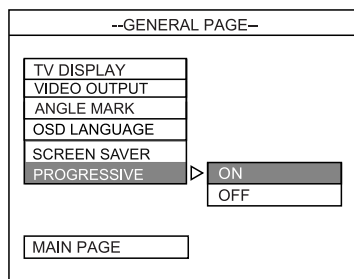 --GENERAL PAGE–
TV DISPLAY
VIDEO OUTPUT
ANGLE MARK
OSD LANGUAGE
SCREEN SAVER
PROGRESSIVE
ON
OFF
MAIN PAGE